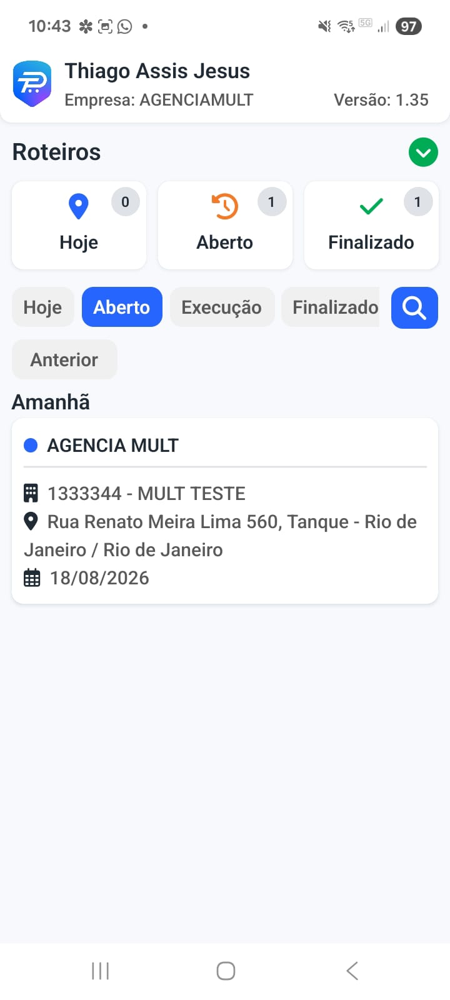 10:43
5G
97
Thiago Assis Jesus
Empresa: AGENCIAMULT
Versão: 1.35
Roteiros
0
1
1
Hoje
Aberto
Finalizado
Hoje
Aberto
Execução
Finalizado
Anterior
Amanhã
AGENCIA MULT
1333344 - MULT TESTE
Rua Renato Meira Lima 560, Tanque - Rio de
Janeiro / Rio de Janeiro
18/08/2026